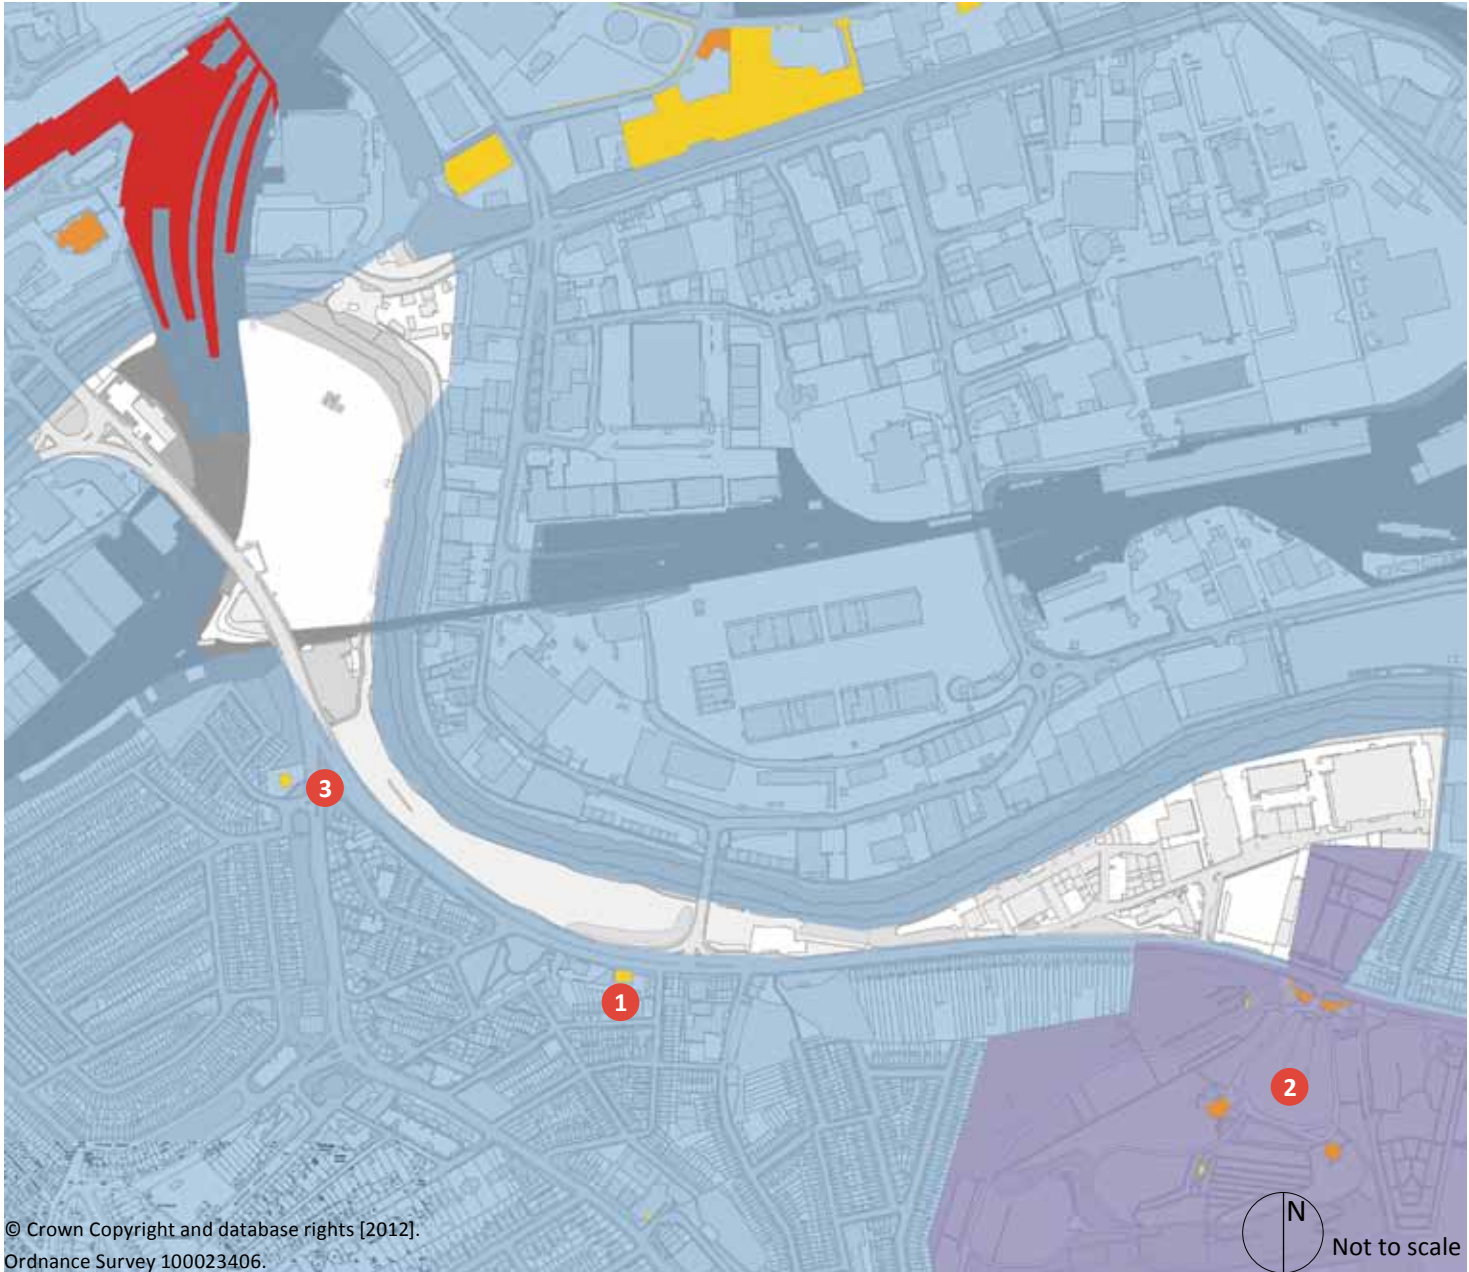 3
1
2
© Crown Copyright and database rights [2012].
Ordnance Survey 100023406.
N
Not to scale